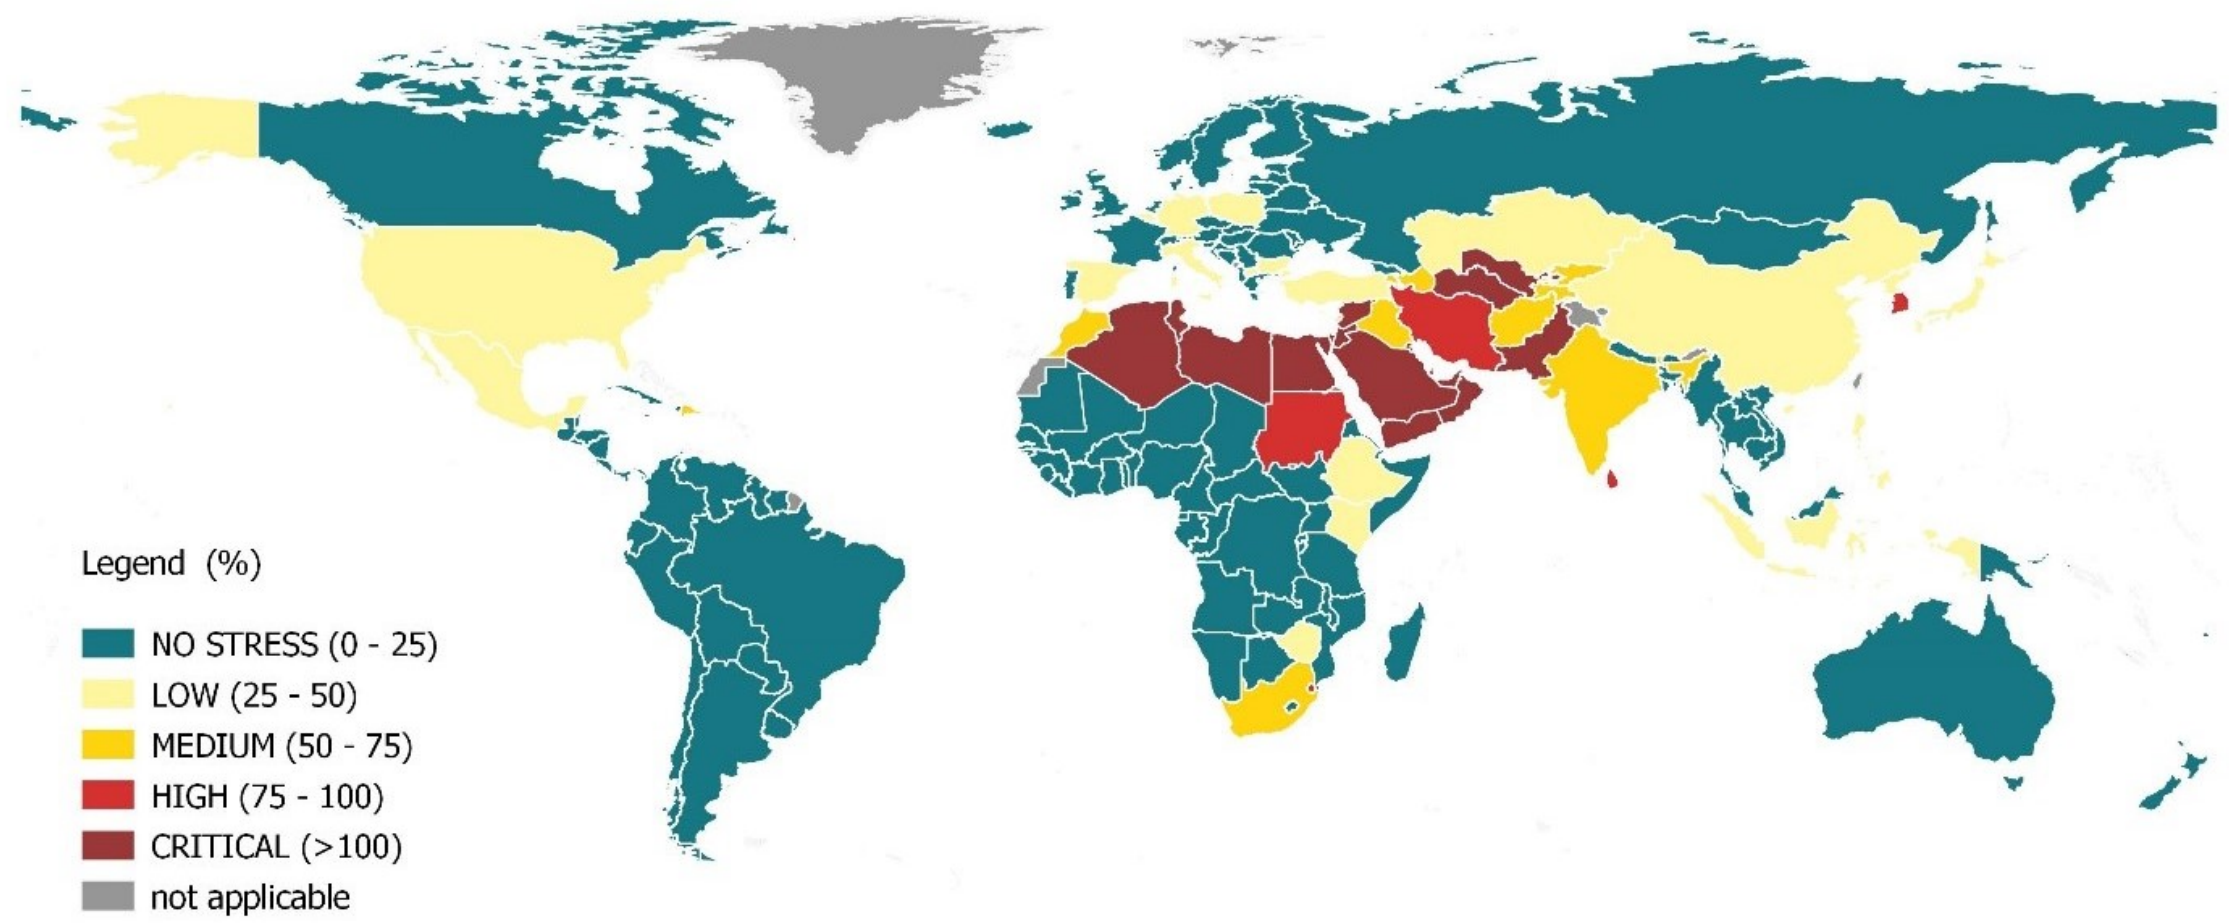 Legend (%)
NO STRESS (0 - 25)
LOW (25 - 50)
MEDIUM (50 - 75)
HIGH (75 - 100)
CRITICAL (>100)
not applicable